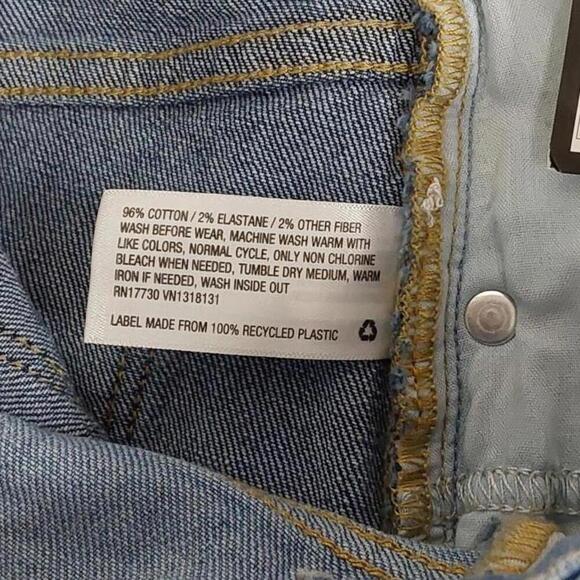 96% COTTON / 2% ELASTANE / 2% OTHER FIBER
WASH BEFORE WEAR, MACHINE WASH WARM WITH
LIKE COLORS, NORMAL CYCLE, ONLY NON CHLORINE
BLEACH WHEN NEEDED, TUMBLE DRY MEDIUM, WARM
IRON IF NEEDED, WASH INSIDE OUT
RN17730 VN1318131
LABEL MADE FROM 100% RECYCLED PLASTIC